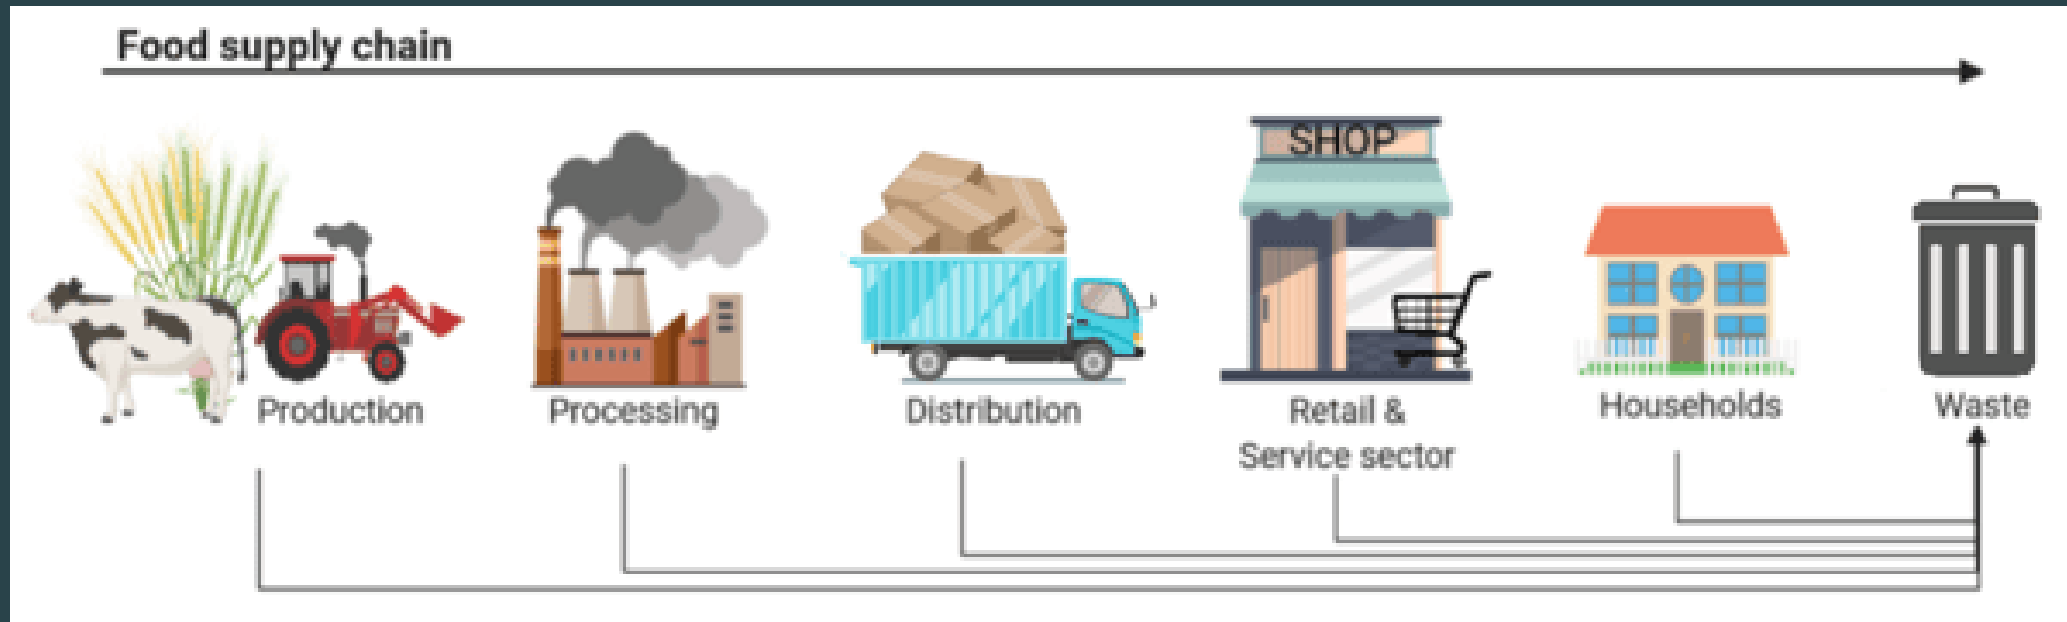 Food supply chain
SHOP
Production
Processing
Distribution
Retail &
Service sector
Households
Waste